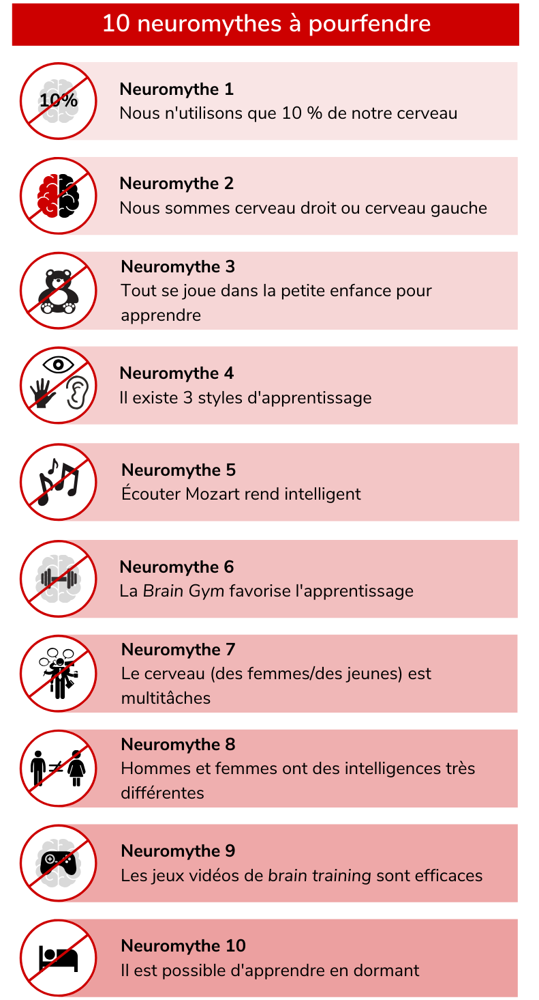 10 neuromythes à pourfendre
10%
Neuromythe 1
Nous n'utilisons que 10 % de notre cerveau
Neuromythe 2
Nous sommes cerveau droit ou cerveau gauche
Neuromythe 3
Tout se joue dans la petite enfance pour
apprendre
Neuromythe 4
Il existe 3 styles d'apprentissage
Neuromythe 5
Écouter Mozart rend intelligent
Neuromythe 6
La Brain Gym favorise l'apprentissage
Neuromythe 7
Le cerveau (des femmes/des jeunes) est
multitâches
≠
Neuromythe 8
Hommes et femmes ont des intelligences très
différentes
Neuromythe 9
Les jeux vidéos de brain training sont efficaces
Neuromythe 10
Il est possible d'apprendre en dormant